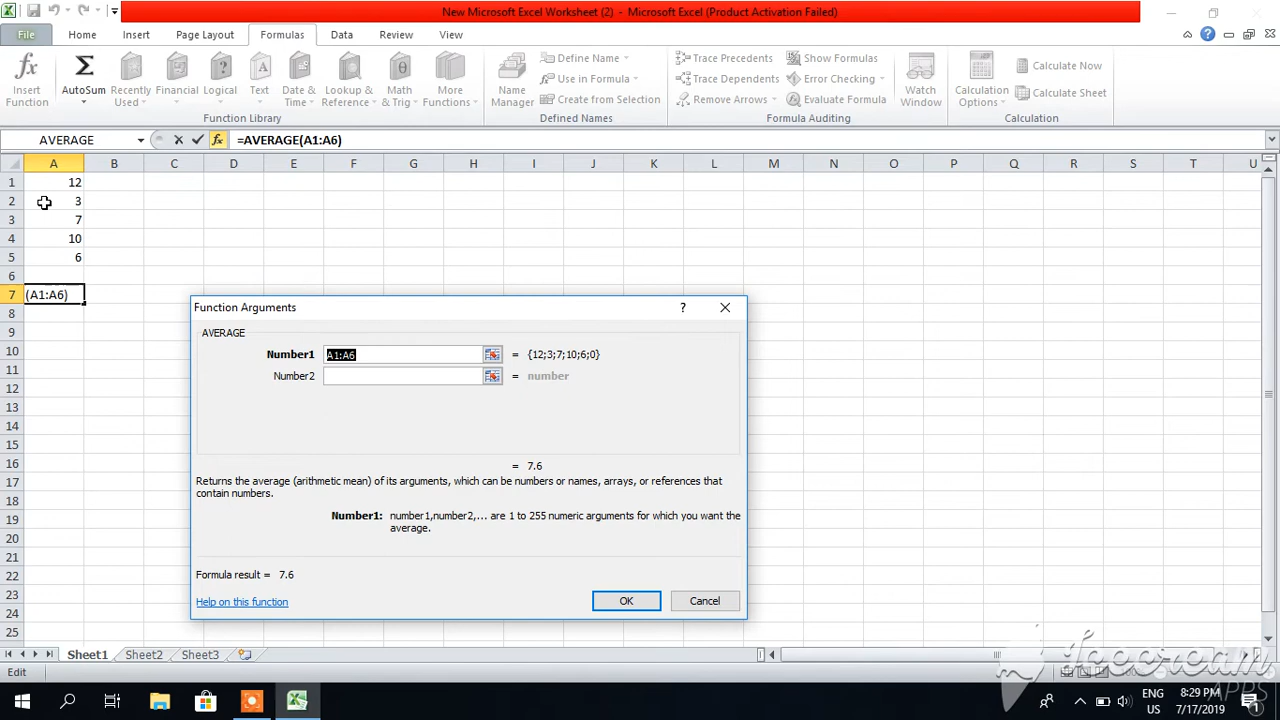 New Microsoft Excel Worksheet (2) - Microsoft Excel (Product Activation Failed)
File Home Insert Page Layout Formulas Data Review View
Insert Function
AutoSum
Recently Used
Financial
Logical
Text
Date & Time
Lookup & Reference
Math & Trig
More Functions
Function Library
Name Manager
Define Name
Use in Formula
Create from Selection
Defined Names
Trace Precedents
Trace Dependents
Remove Arrows
Show Formulas
Error Checking
Evaluate Formula
Formula Auditing
Watch Window
Calculation Options
Calculate Now
Calculate Sheet
Calculation
AVERAGE fx =AVERAGE(A1:A6)
A B C D E F G H I J K L M N O P Q R S T U
1 12
2 3
3 7
4 10
5 6
6
7 (A1:A6)
8
9
10
11
12
13
14
15
16
17
18
19
20
21
22
23
24
25
Function Arguments
AVERAGE
Number1 A1:A6 = {12;3;7;10;6;0}
Number2 = number
= 7.6
Returns the average (arithmetic mean) of its arguments, which can be numbers or names, arrays, or references that
contain numbers.
Number1: number1,number2,... are 1 to 255 numeric arguments for which you want the
average.
Formula result = 7.6
Help on this function
OK Cancel
Sheet1 Sheet2 Sheet3
Edit
Icecream
APPS
ENG
US
8:29 PM
7/17/2019
1